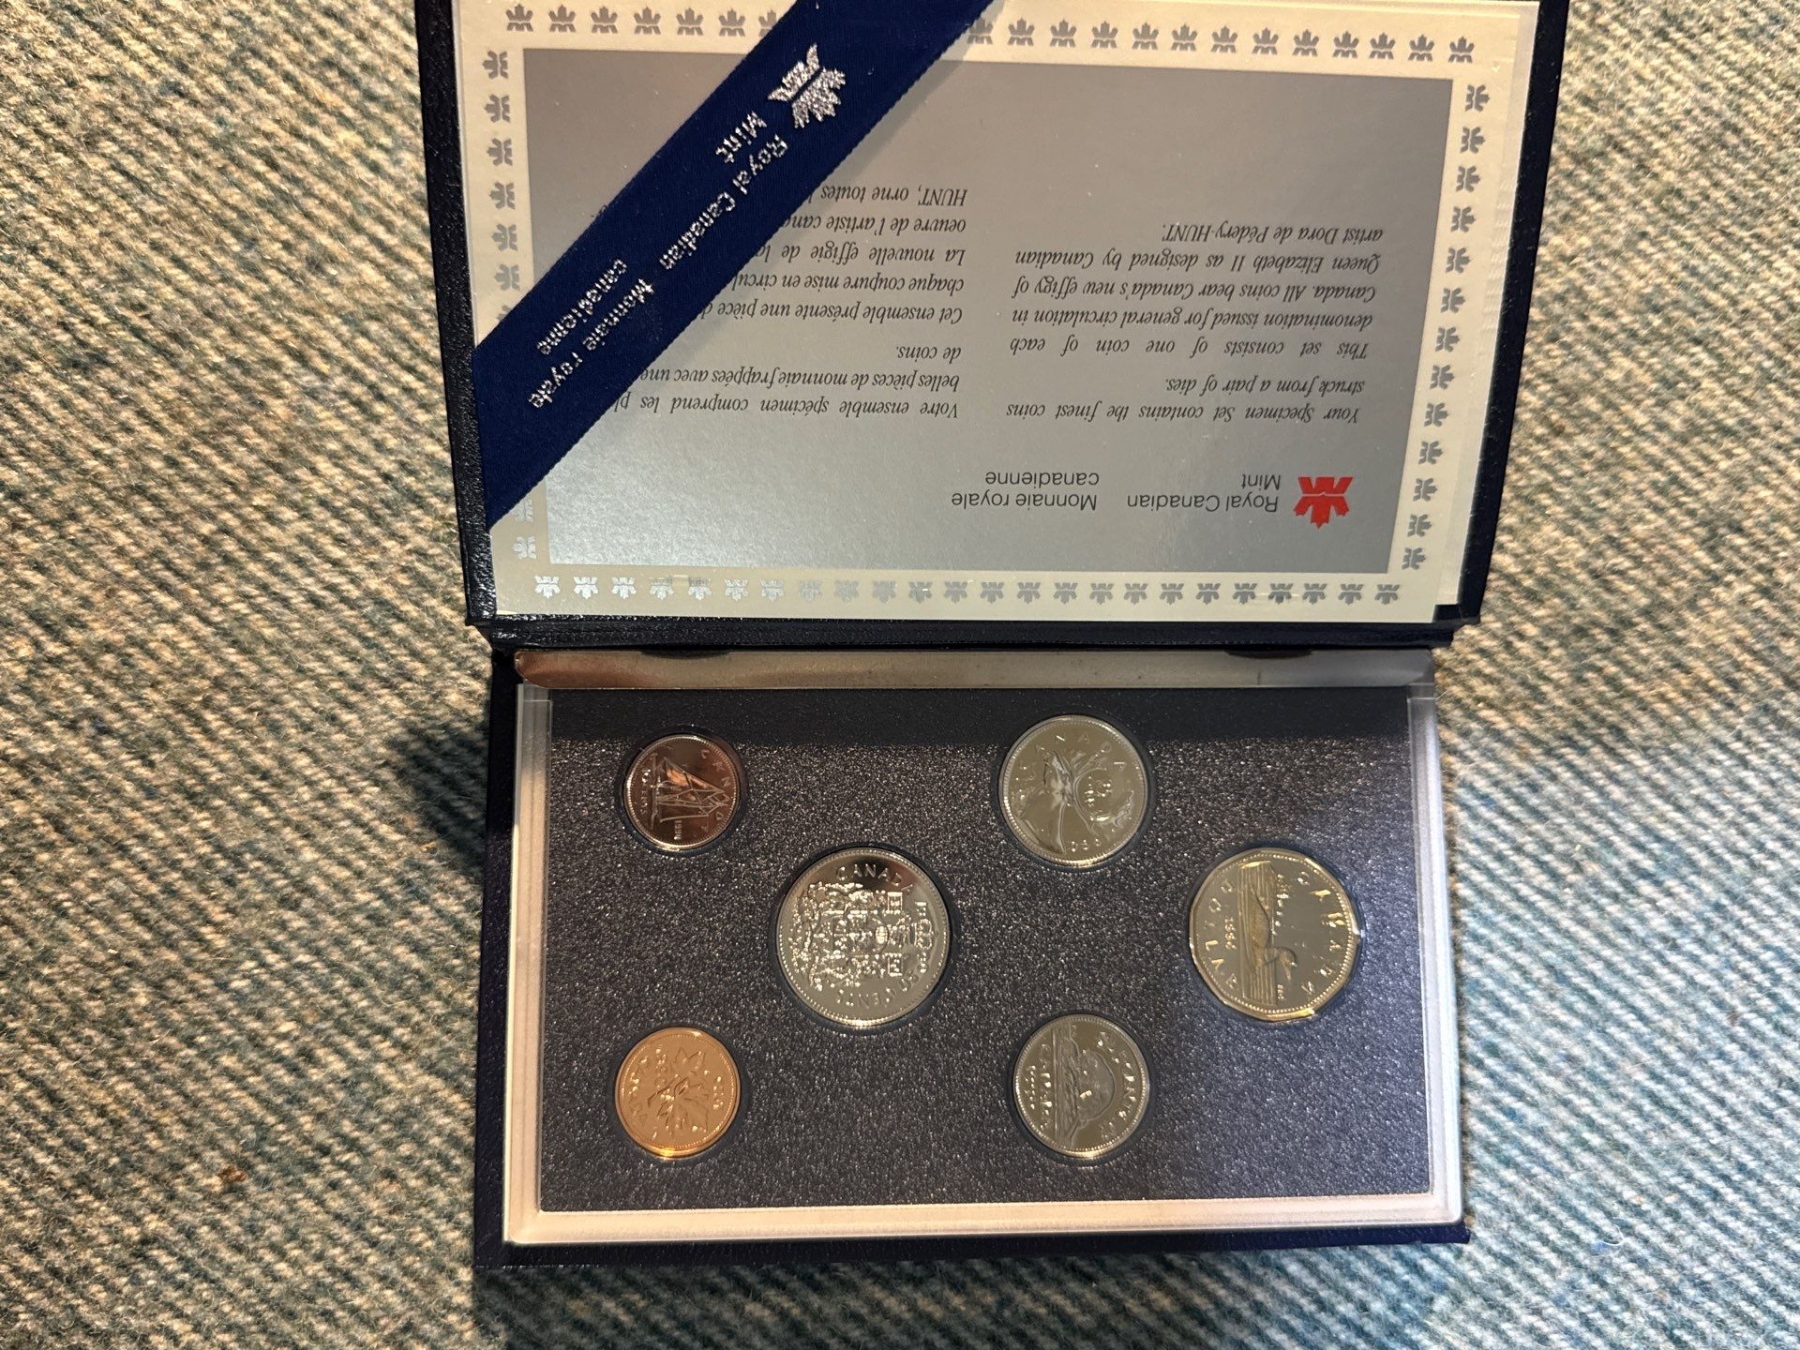 Royal Canadian
Mint
Monnaie royale
canadienne
Your Specimen Set contains the finest coins
struck from a pair of dies.
This set consists of one coin of each
denomination issued for general circulation in
Canada. All coins bear Canada's new effigy of
Queen Elizabeth II as designed by Canadian
artist Dora de Pédery-HUNT.
Votre ensemble spécimen comprend les
belles pièces de monnaie frappées avec une
de coins.
Cet ensemble présente une pièce
chaque coupure mise en
La nouvelle effigie de
oeuvre de l'artiste
HUNT, orne toutes
Royal Canadian
Mint
Monnaie royale
canadienne
CANADA
CANADA
CANADA
50 CENTS
CANADA
DOLLAR
CANADA